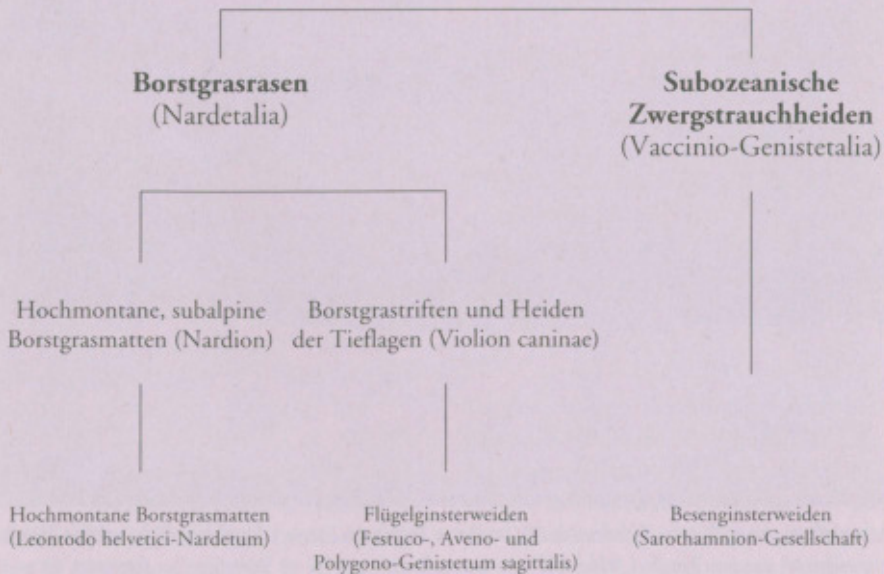 Borstgrasrasen
(Nardetalia)
Subozeanische
Zwergstrauchheiden
(Vaccinio-Genistetalia)
Hochmontane, subalpine
Borstgrasmatten (Nardion)
Borstgrastriften und Heiden
der Tieflagen (Violion caninae)
Hochmontane Borstgrasmatten
(Leontodo helvetici-Nardetum)
Flügelginsterweiden
(Festuco-, Aveno- und
Polygono-Genistetum sagittalis)
Besenginsterweiden
(Sarothamnion-Gesellschaft)